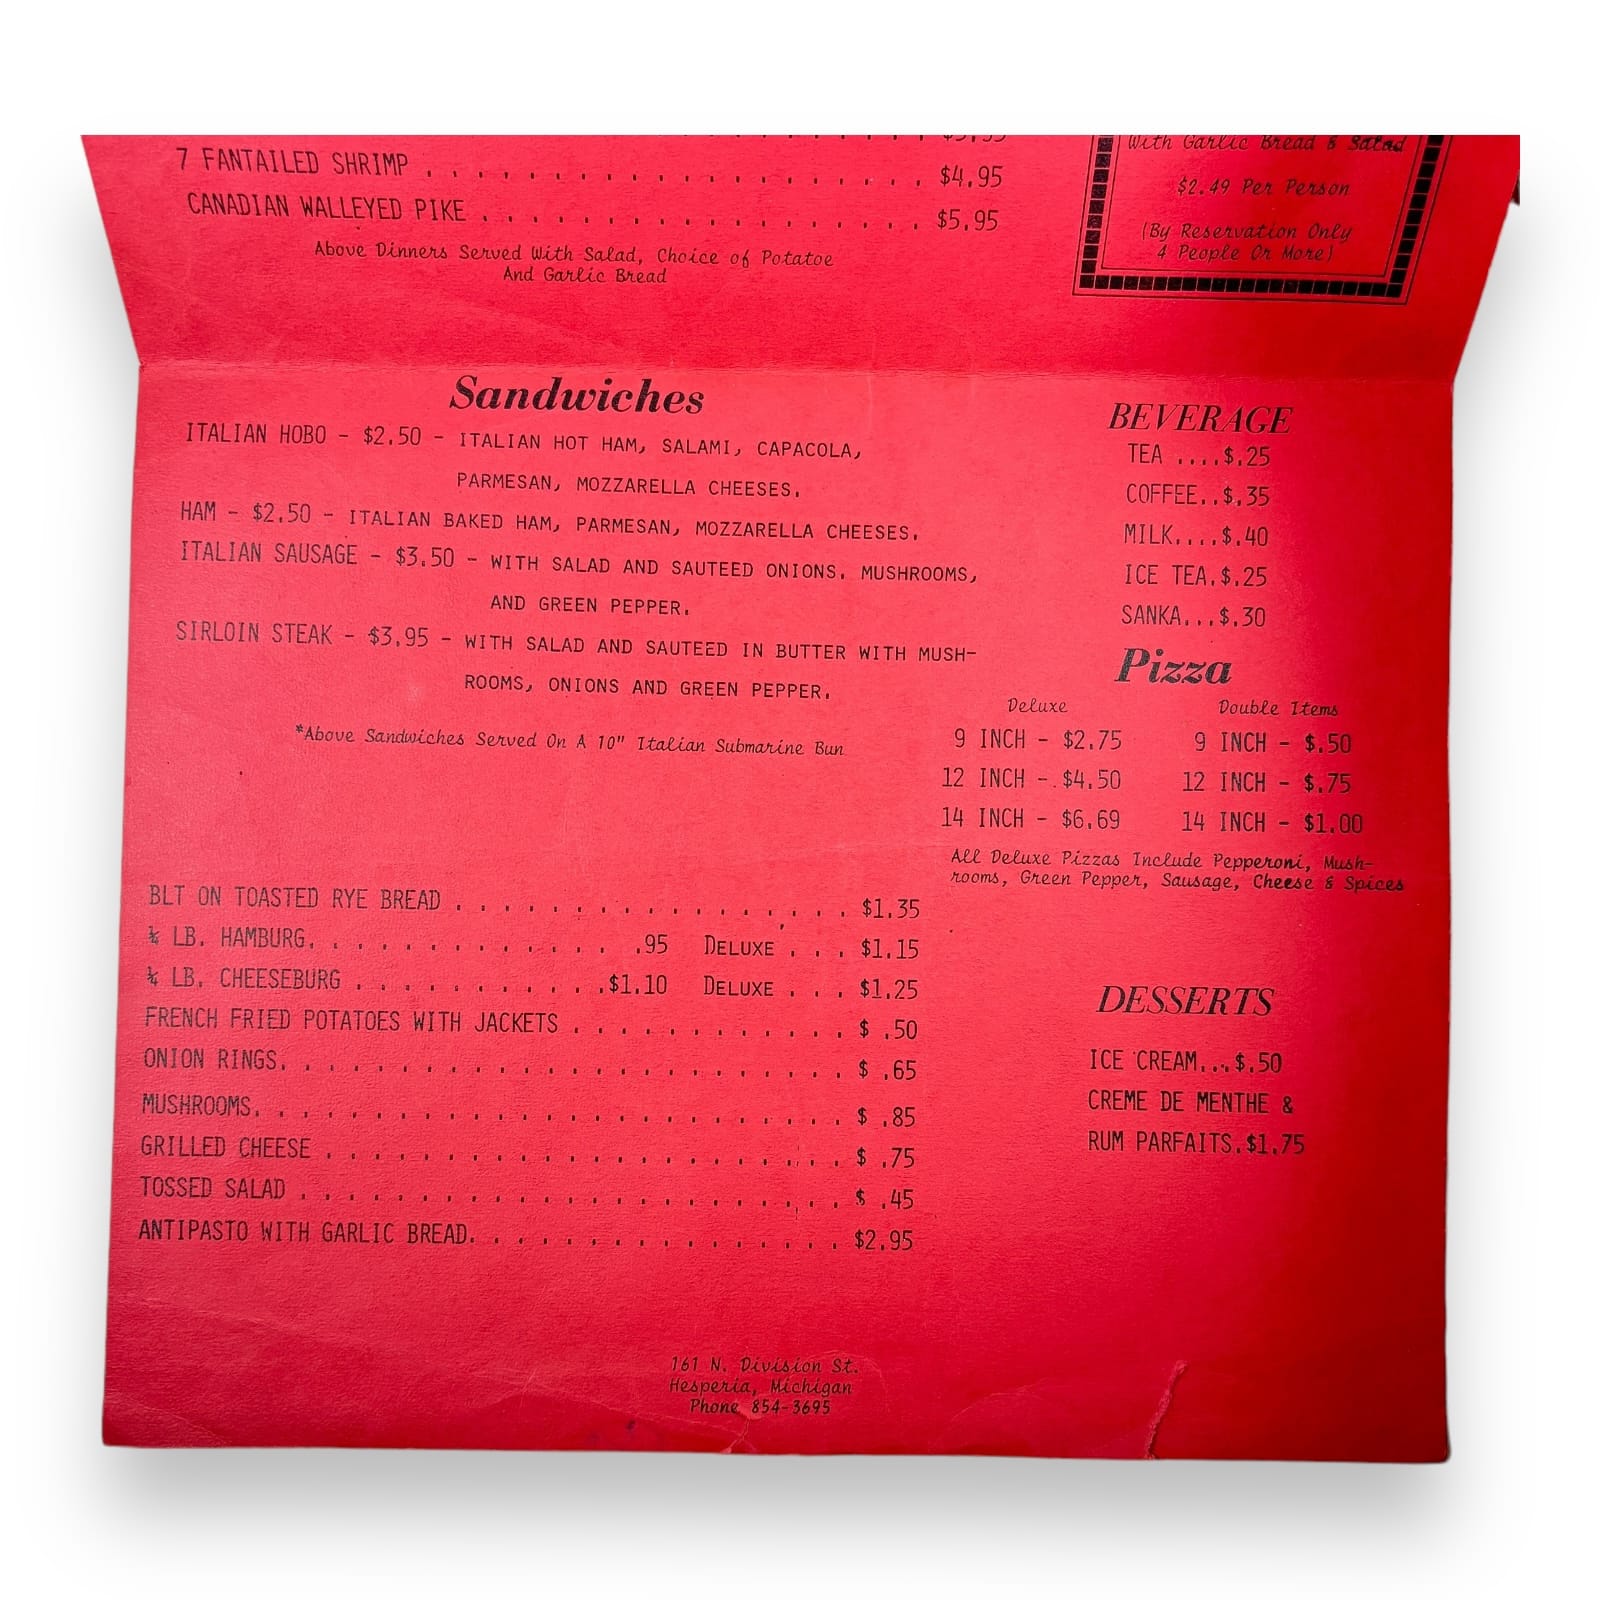 7 FANTAILED SHRIMP . . . . . . . . . . . . . . . . . . $4.95
CANADIAN WALLEYED PIKE . . . . . . . . . . . . . . . . $5.95
Above Dinners Served With Salad, Choice of Potatoe
And Garlic Bread
With Garlic Bread & Salad
$2.49 Per Person
(By Reservation Only
4 People Or More)
Sandwiches
ITALIAN HOBO - $2.50 - ITALIAN HOT HAM, SALAMI, CAPACOLA,
PARMESAN, MOZZARELLA CHEESES.
HAM - $2.50 - ITALIAN BAKED HAM, PARMESAN, MOZZARELLA CHEESES.
ITALIAN SAUSAGE - $3.50 - WITH SALAD AND SAUTEED ONIONS. MUSHROOMS,
AND GREEN PEPPER.
SIRLOIN STEAK - $3.95 - WITH SALAD AND SAUTEED IN BUTTER WITH MUSH-
ROOMS, ONIONS AND GREEN PEPPER.
*Above Sandwiches Served On A 10" Italian Submarine Bun
BLT ON TOASTED RYE BREAD . . . . . . . . . . . . . . $1.35
¼ LB. HAMBURG. . . . . . . . . . . . .95 DELUXE . . . $1.15
¼ LB. CHEESEBURG . . . . . . . . . . .$1.10 DELUXE . . . $1.25
FRENCH FRIED POTATOES WITH JACKETS . . . . . . . . . . $ .50
ONION RINGS. . . . . . . . . . . . . . . . . . . . . $ .65
MUSHROOMS. . . . . . . . . . . . . . . . . . . . . . $ .85
GRILLED CHEESE . . . . . . . . . . . . . . . . . . . $ .75
TOSSED SALAD . . . . . . . . . . . . . . . . . . . . $ .45
ANTIPASTO WITH GARLIC BREAD. . . . . . . . . . . . . . $2.95
BEVERAGE
TEA ....$.25
COFFEE..$.35
MILK....$.40
ICE TEA.$.25
SANKA...$.30
Pizza
Deluxe Double Items
9 INCH - $2.75 9 INCH - $.50
12 INCH - $4.50 12 INCH - $.75
14 INCH - $6.69 14 INCH - $1.00
All Deluxe Pizzas Include Pepperoni, Mush-
rooms, Green Pepper, Sausage, Cheese & Spices
DESSERTS
ICE CREAM...$.50
CREME DE MENTHE &
RUM PARFAITS.$1.75
161 N. Division St.
Hesperia, Michigan
Phone 854-3695